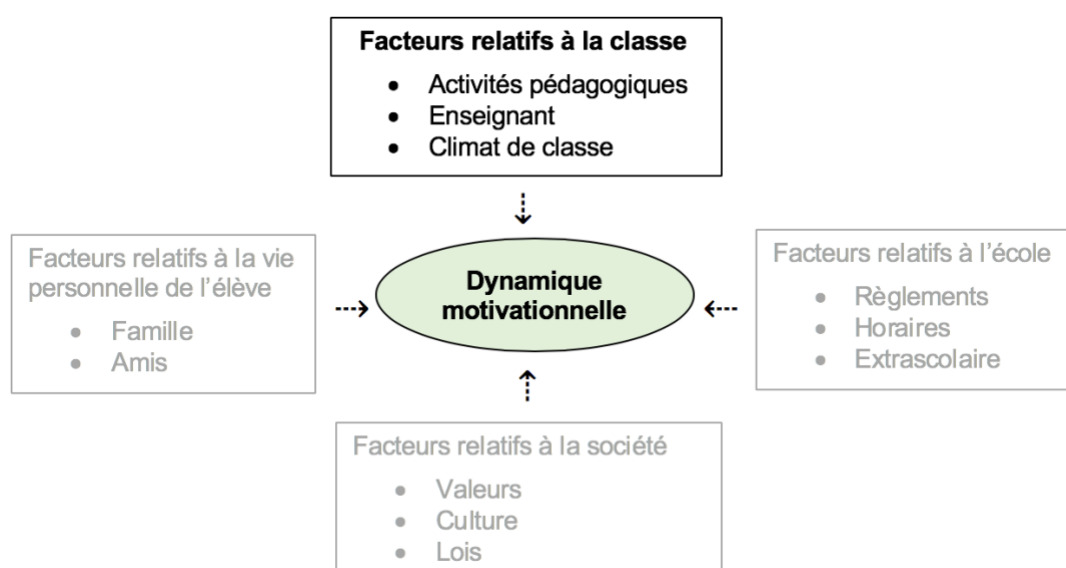 Facteurs relatifs à la classe
• Activités pédagogiques
• Enseignant
• Climat de classe
Facteurs relatifs à la vie
personnelle de l'élève
• Famille
• Amis
Dynamique
motivationnelle
Facteurs relatifs à l'école
• Règlements
• Horaires
• Extrascolaire
Facteurs relatifs à la société
• Valeurs
• Culture
• Lois